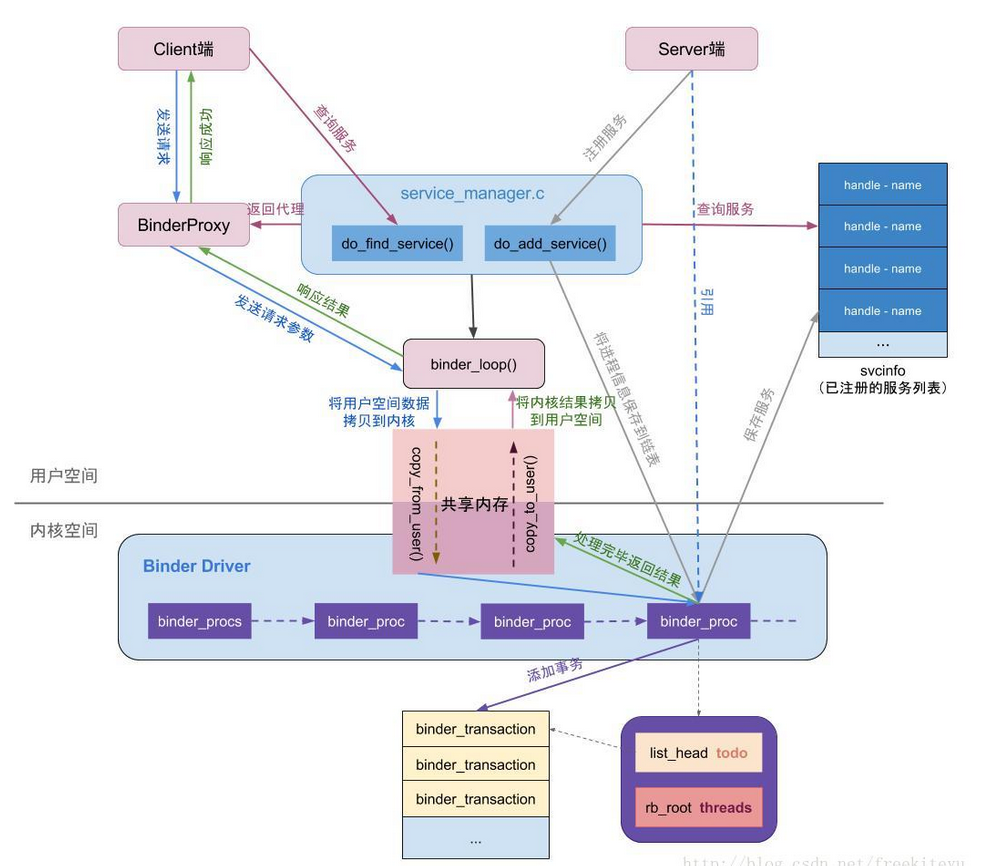 Client端
Server端
发送请求
响应成功
查询服务
注册服务
service_manager.c
do_find_service()
do_add_service()
BinderProxy
返回代理
查询服务
handle - name
handle - name
handle - name
handle - name
...
svcinfo
（已注册的服务列表）
引用
响应结果
发送请求参数
binder_loop()
将用户空间数据
拷贝到内核
将内核结果拷贝
到用户空间
将进程信息保存到链表
保存服务
copy_from_user()
共享内存
copy_to_user()
用户空间
内核空间
处理完毕返回结果
Binder Driver
binder_procs
binder_proc
binder_proc
binder_proc
添加事务
binder_transaction
binder_transaction
binder_transaction
...
list_head todo
rb_root threads
http://blog.csdn.net/freekiteyu